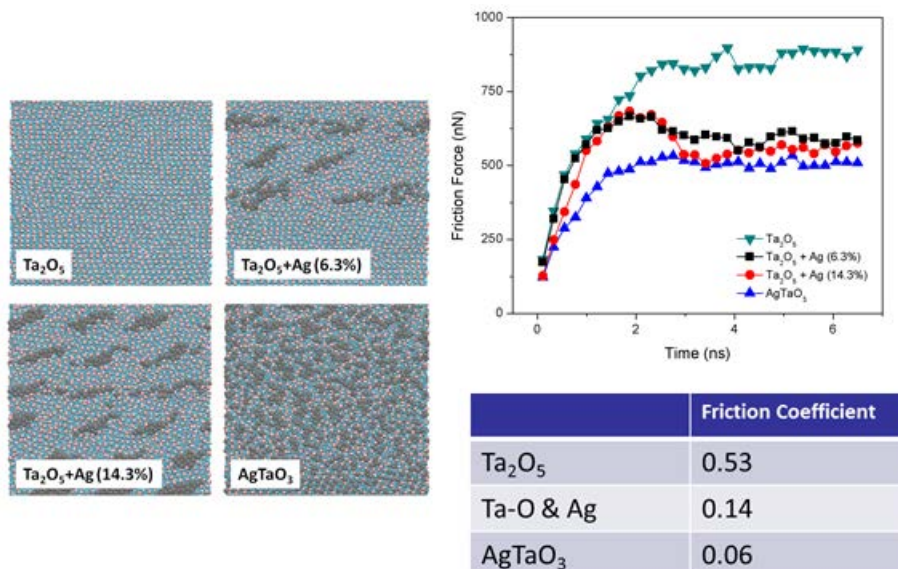 Ta₂O₅
Ta₂O₅+Ag (6.3%)
Ta₂O₅+Ag (14.3%)
AgTaO₃
1000
750
500
250
0
Friction Force (nN)
0 2 4 6
Time (ns)
Ta₂O₅
Ta₂O₅ + Ag (6.3%)
Ta₂O₅ + Ag (14.3%)
AgTaO₅
Friction Coefficient
Ta₂O₅ 0.53
Ta-O & Ag 0.14
AgTaO₃ 0.06